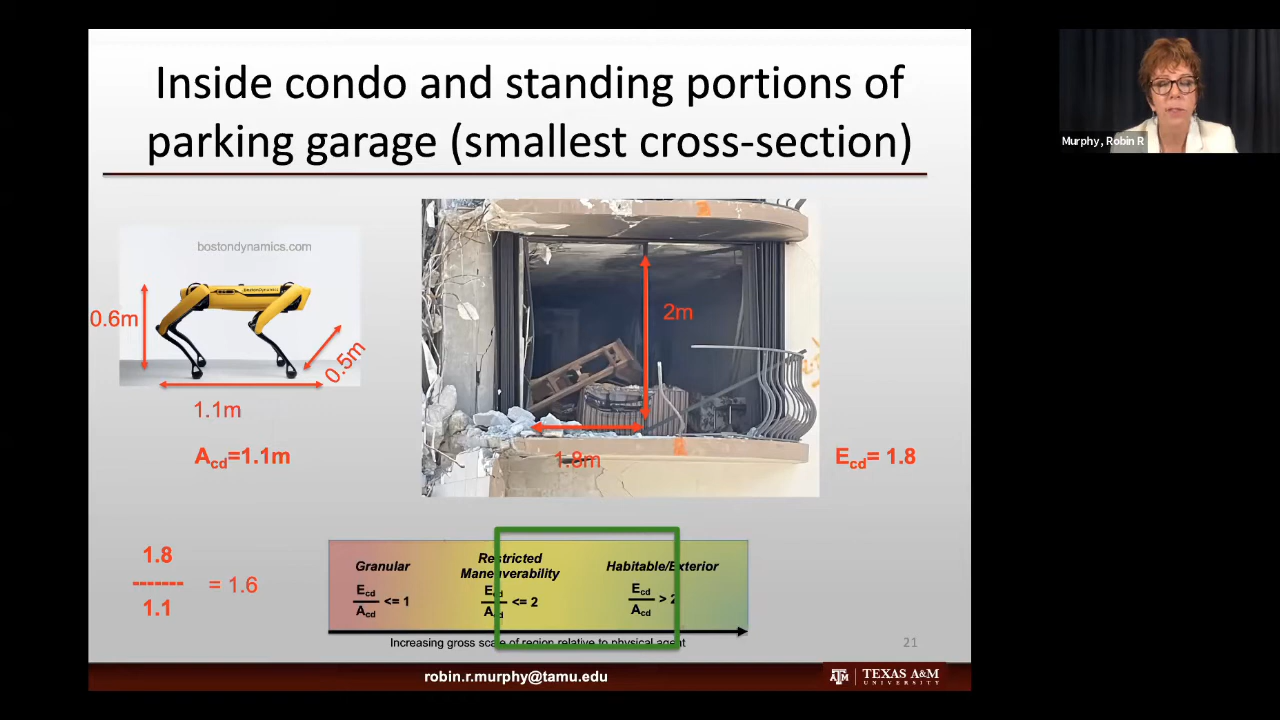 Inside condo and standing portions of
parking garage (smallest cross-section)
Murphy, Robin R
bostondynamics.com
BostonDynamics
0.6m
0.5m
1.1m
2m
1.8m
Acd=1.1m
Ecd= 1.8
1.8
-------
1.1
= 1.6
Granular
Ecd
Acd
<= 1
Restricted
Maneuverability
Ecd
Acd
<= 2
Habitable/Exterior
Ecd
Acd
> 2
Increasing gross scale of region relative to physical agent
21
robin.r.murphy@tamu.edu
ATM
TEXAS A&M
UNIVERSITY